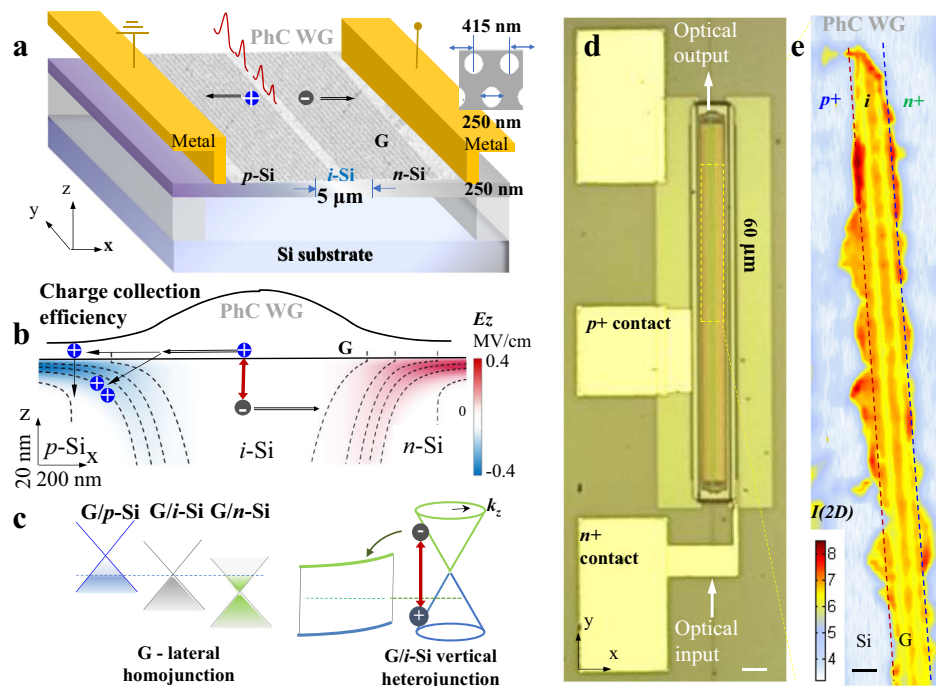 a
PhC WG
415 nm
250 nm
Metal
G
Metal
p-Si
i-Si
n-Si
250 nm
5 µm
z
y
x
Si substrate
b
Charge collection
efficiency
PhC WG
Ez
MV/cm
G
0.4
0
-0.4
z
x
p-Si
i-Si
n-Si
20 nm
200 nm
c
G/p-Si G/i-Si G/n-Si
kz
G - lateral
homojunction
G/i-Si vertical
heterojunction
d
Optical
output
60 µm
p+ contact
n+
contact
y
x
Optical
input
e
PhC WG
p+
i
n+
I(2D)
8
7
6
5
4
Si
G